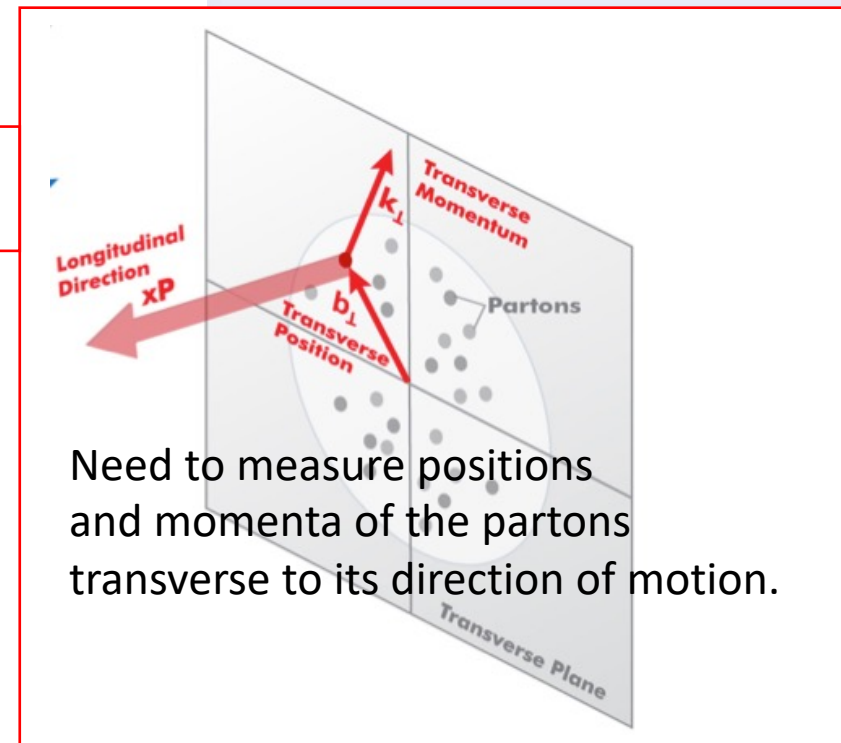 Transverse
Momentum
k⊥
Longitudinal
Direction
xP
b⊥
Transverse
Position
Partons
Need to measure positions
and momenta of the partons
transverse to its direction of motion.
Transverse Plane